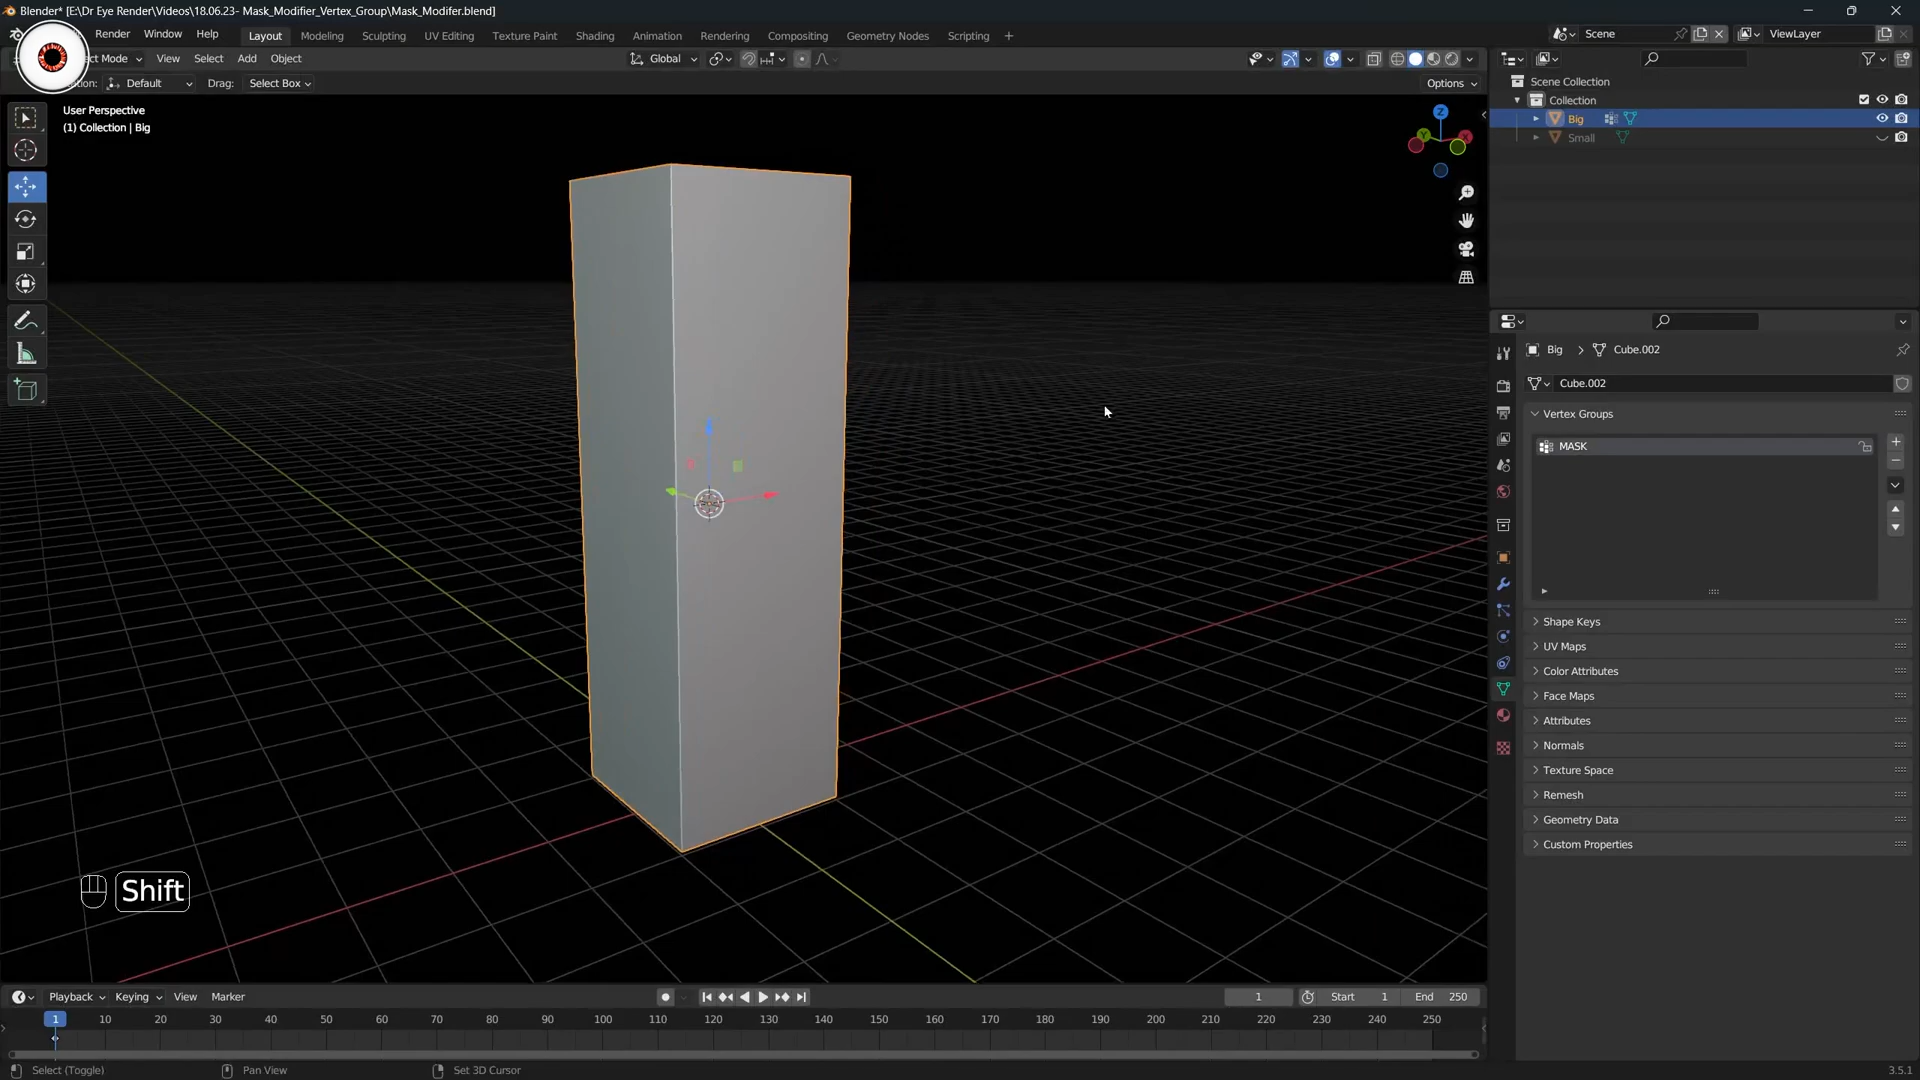 Blender* [E:\Dr Eye Render\Videos\18.06.23- Mask_Modifier_Vertex_Group\Mask_Modifer.blend]
Render Window Help Layout Modeling Sculpting UV Editing Texture Paint Shading Animation Rendering Compositing Geometry Nodes Scripting Scene ViewLayer
ct Mode View Select Add Object Global
ion: Default Drag: Select Box Options
User Perspective
(1) Collection | Big
Z
Y
X
Scene Collection
Collection
Big
Small
Big > Cube.002
Cube.002
Vertex Groups
MASK
Shape Keys
UV Maps
Color Attributes
Face Maps
Attributes
Normals
Texture Space
Remesh
Geometry Data
Custom Properties
Shift
Playback Keying View Marker 1 Start 1 End 250
1 10 20 30 40 50 60 70 80 90 100 110 120 130 140 150 160 170 180 190 200 210 220 230 240 250
Select (Toggle) Pan View Set 3D Cursor 3.5.1